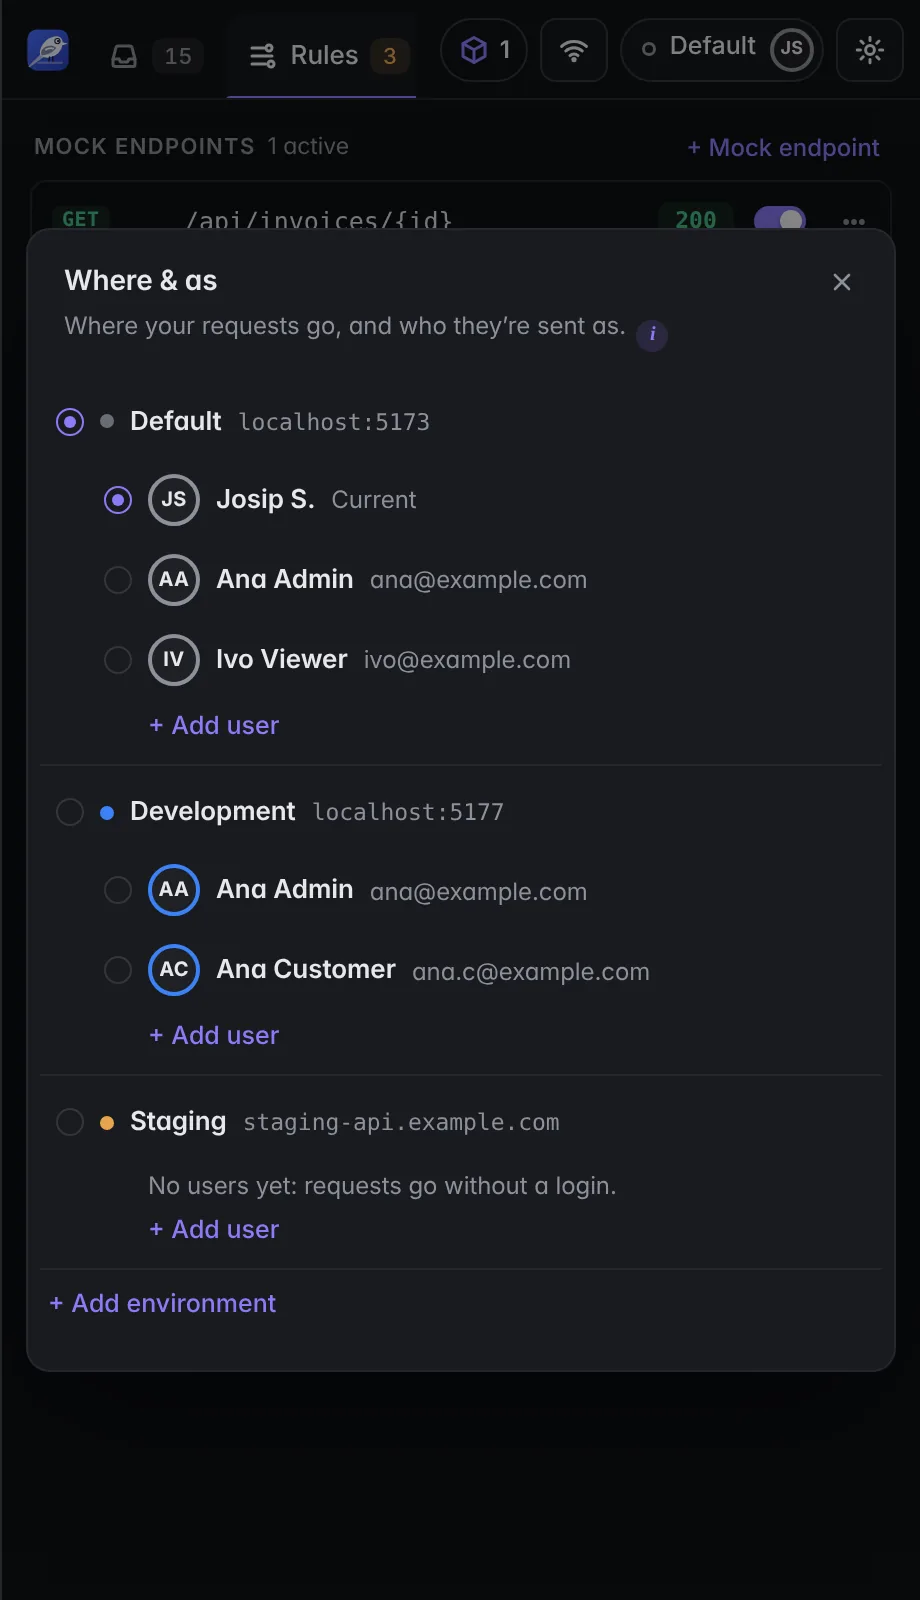 15 Rules 3 1 Default JS
MOCK ENDPOINTS 1 active + Mock endpoint
GET /api/invoices/{id} 200
Where & as
Where your requests go, and who they’re sent as. i
Default localhost:5173
JS Josip S. Current
AA Ana Admin ana@example.com
IV Ivo Viewer ivo@example.com
+ Add user
Development localhost:5177
AA Ana Admin ana@example.com
AC Ana Customer ana.c@example.com
+ Add user
Staging staging-api.example.com
No users yet: requests go without a login.
+ Add user
+ Add environment